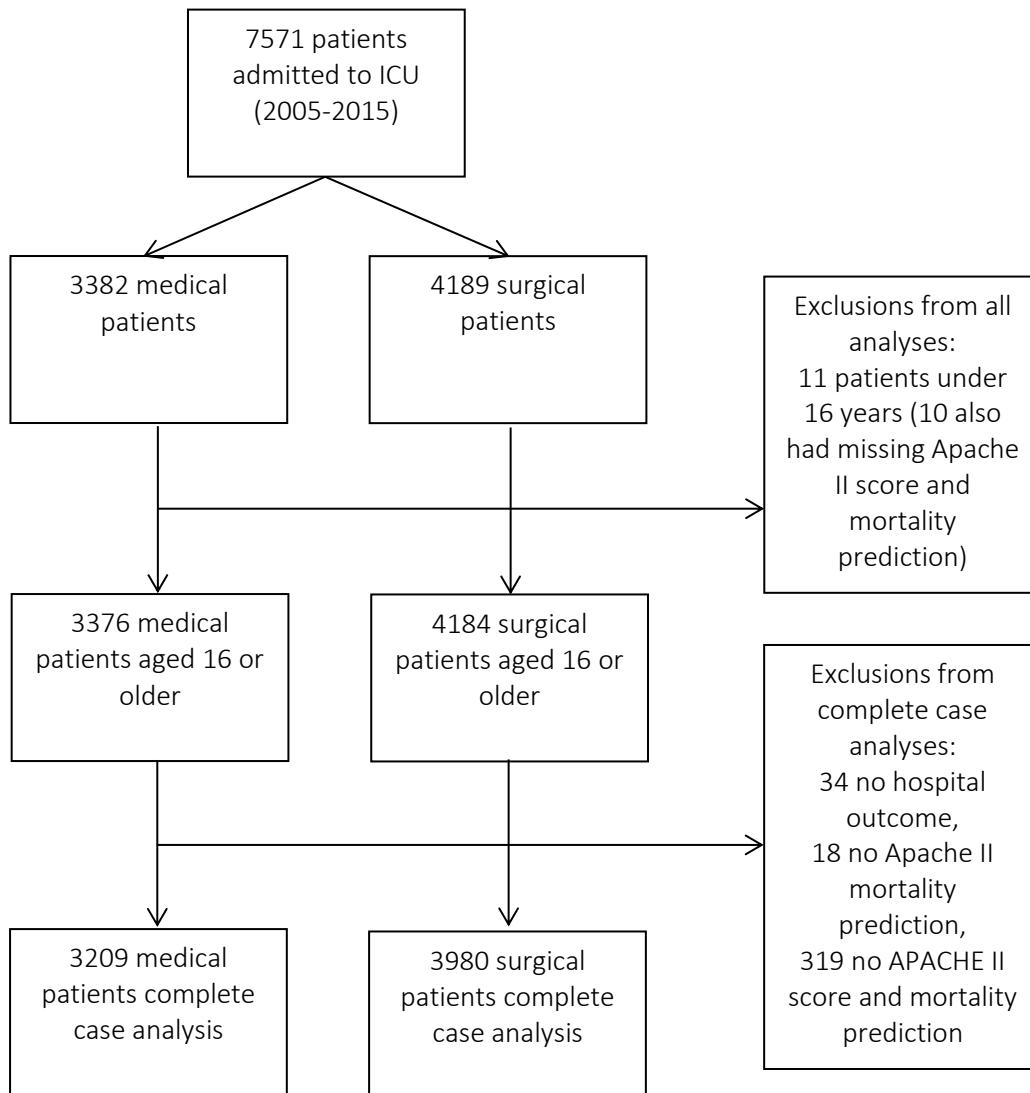 7571 patients
admitted to ICU
(2005-2015)
3382 medical
patients
4189 surgical
patients
Exclusions from all
analyses:
11 patients under
16 years (10 also
had missing Apache
II score and
mortality
prediction)
3376 medical
patients aged 16 or
older
4184 surgical
patients aged 16 or
older
Exclusions from
complete case
analyses:
34 no hospital
outcome,
18 no Apache II
mortality
prediction,
319 no APACHE II
score and mortality
prediction
3209 medical
patients complete
case analysis
3980 surgical
patients complete
case analysis